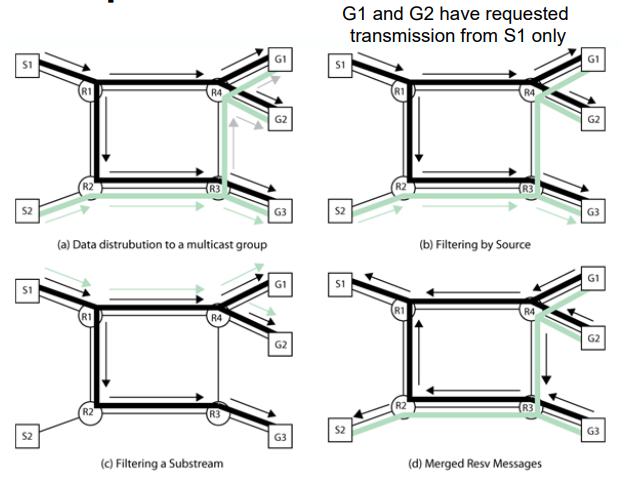 G1 and G2 have requested
transmission from S1 only
S1
R1
R4
G1
G2
R2
R3
S2
G3
(a) Data distrubution to a multicast group
S1
R1
R4
G1
G2
R2
R3
S2
G3
(b) Filtering by Source
S1
R1
R4
G1
G2
R2
R3
S2
G3
(c) Filtering a Substream
S1
R1
R4
G1
G2
R2
R3
S2
G3
(d) Merged Resv Messages